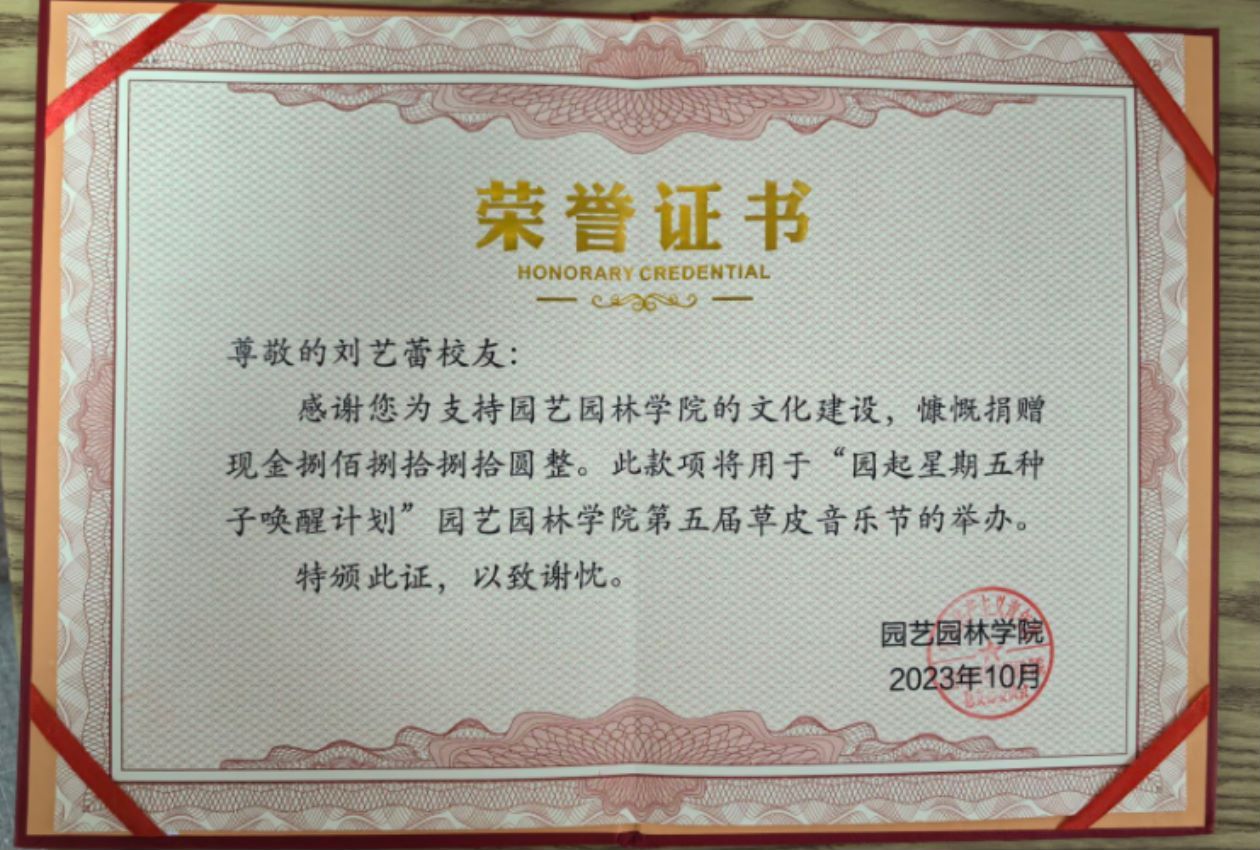 荣誉证书
HONORARY CREDENTIAL
尊敬的刘艺蕾校友：
感谢您为支持园艺园林学院的文化建设，慷慨捐赠
现金捌佰捌拾捌拾圆整。此款项将用于“园起星期五种
子唤醒计划”园艺园林学院第五届草皮音乐节的举办。
特颁此证，以致谢忱。
园艺园林学院
2023年10月